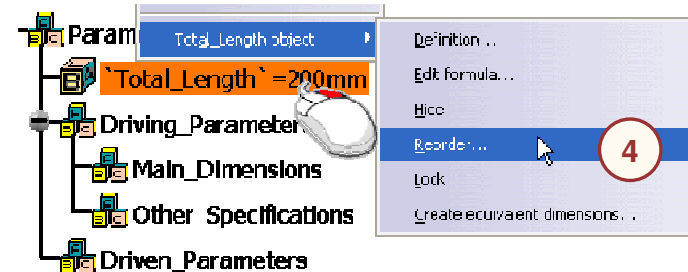 Param
`Total_Length`=200mm
Driving_Parameter
Main_Dimensions
Other Specifications
Driven_Parameters
Total_Length object
Definition...
Edit formula...
Hide
Reorder...
Lock
Create equivalent dimensions...
4